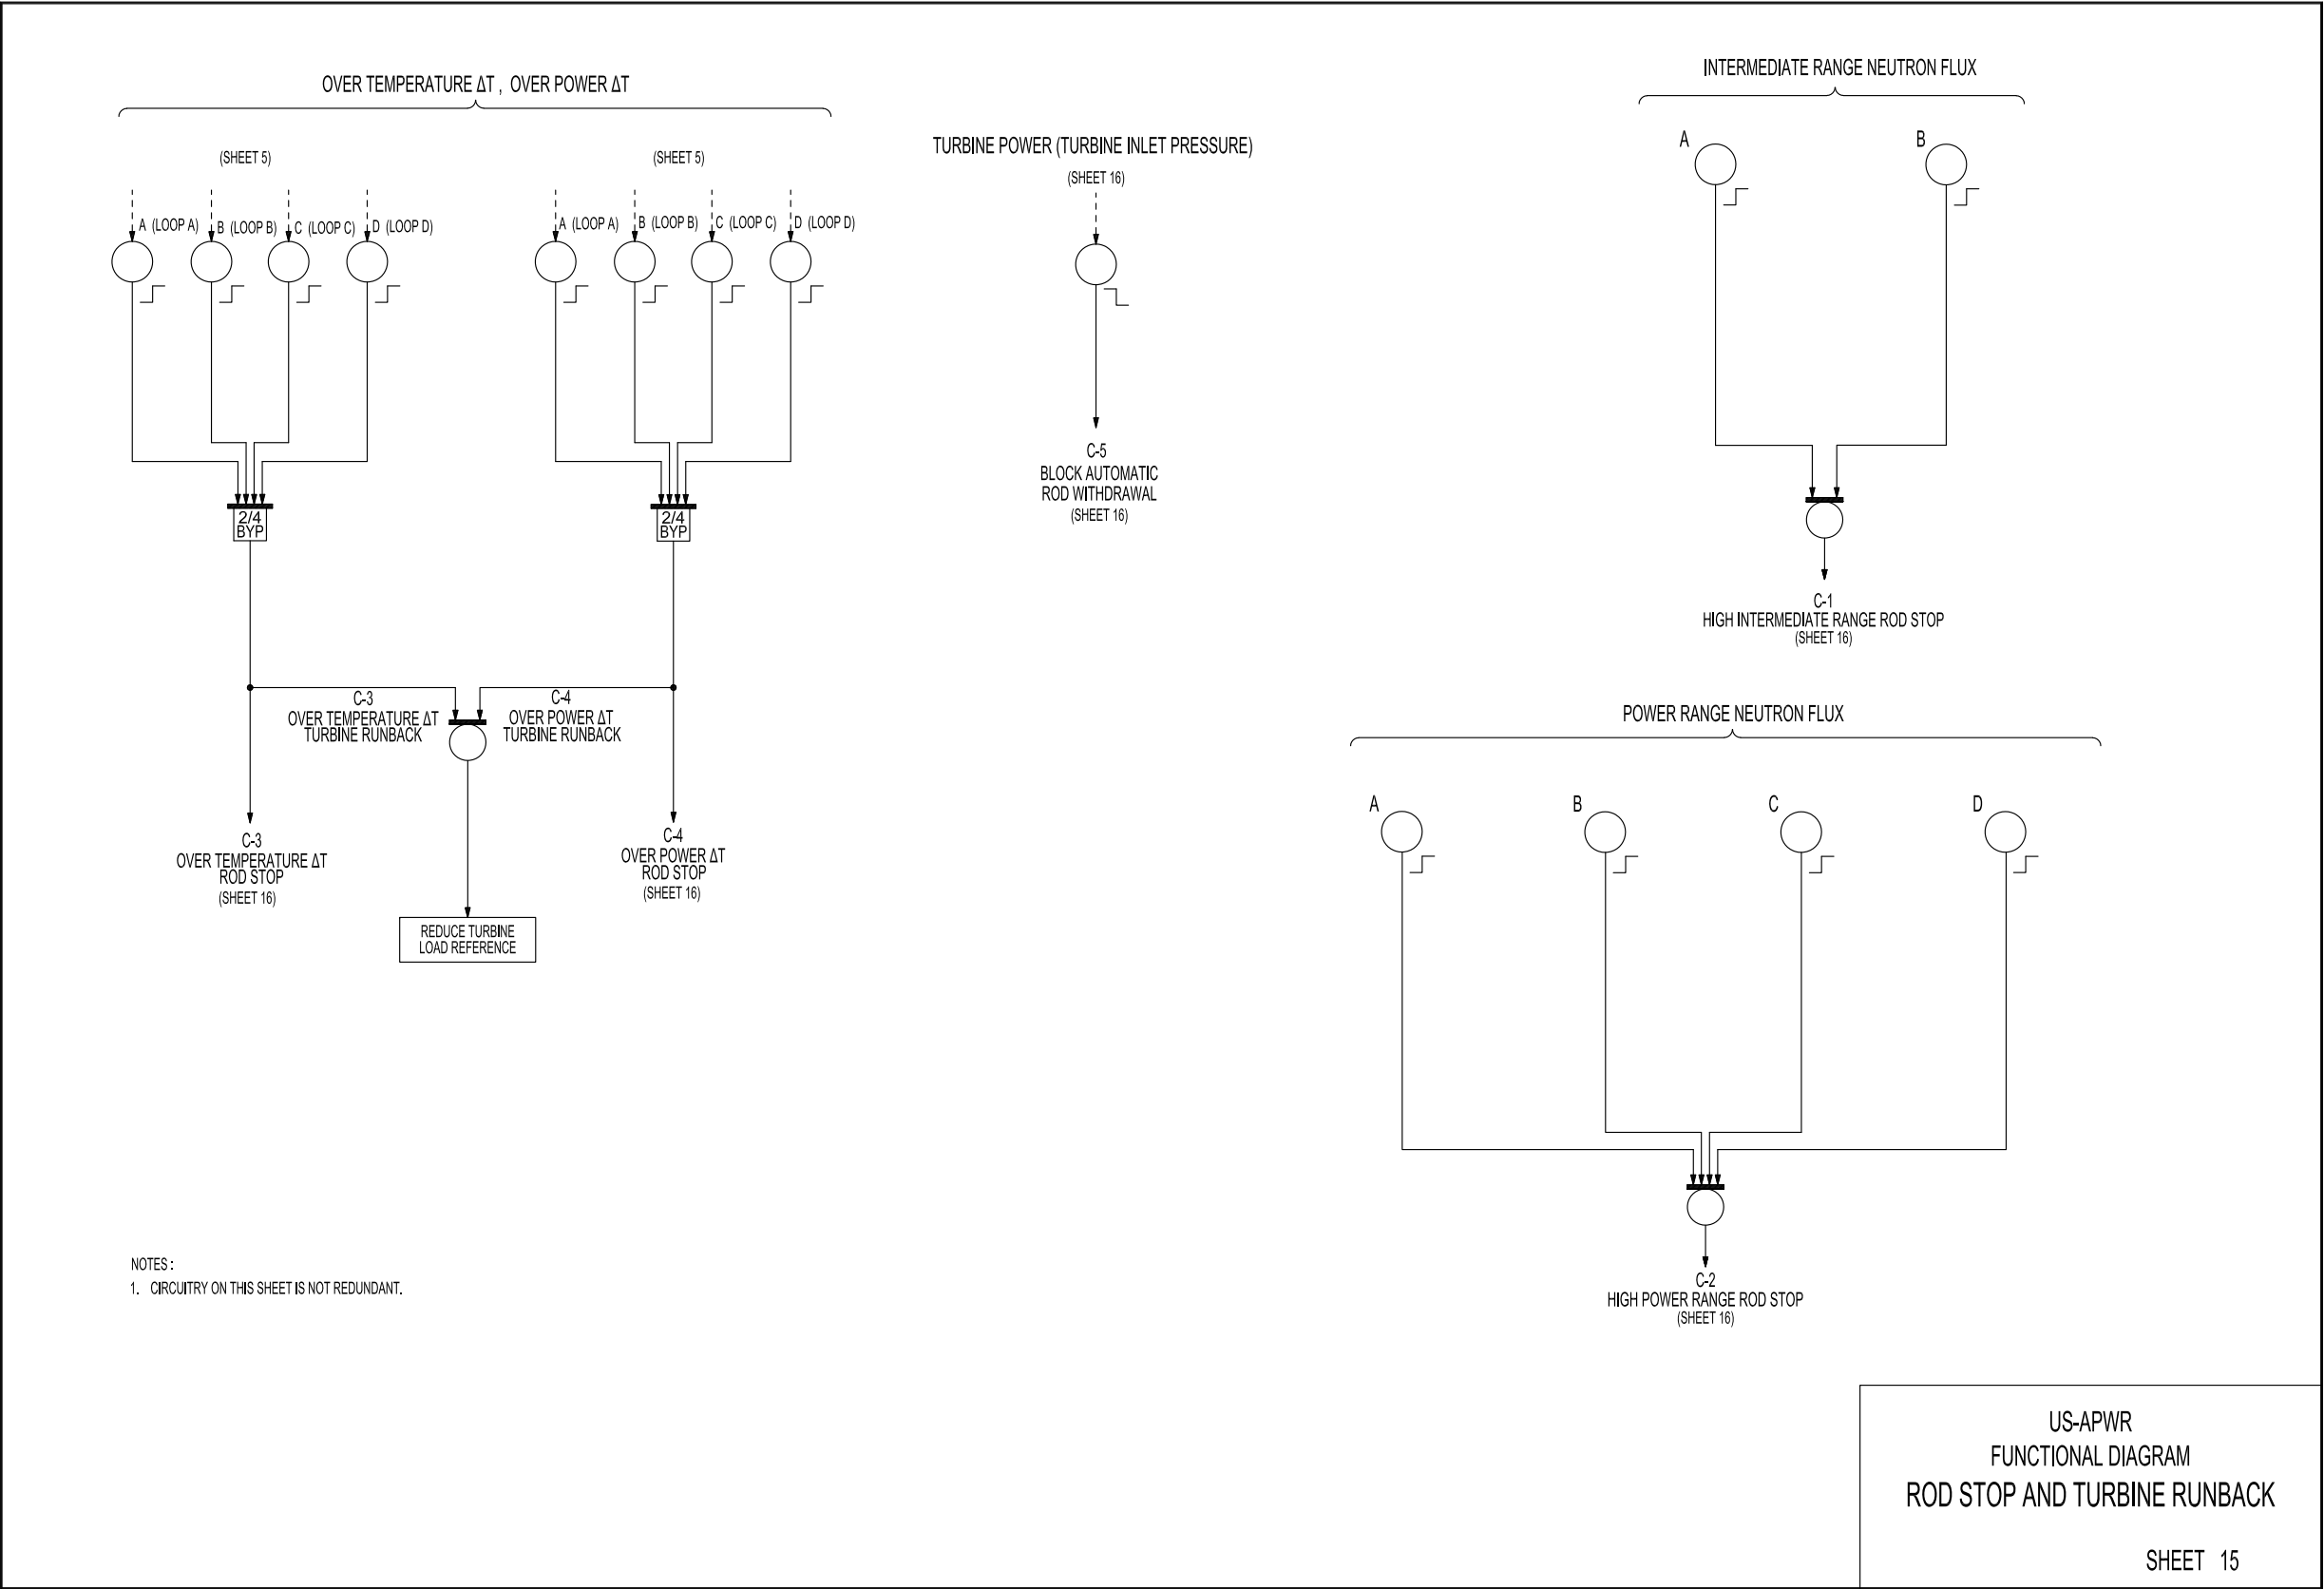 OVER TEMPERATURE ΔT , OVER POWER ΔT
(SHEET 5)
(SHEET 5)
A (LOOP A)
B (LOOP B)
C (LOOP C)
D (LOOP D)
A (LOOP A)
B (LOOP B)
C (LOOP C)
D (LOOP D)
2/4
BYP
2/4
BYP
C-3
OVER TEMPERATURE ΔT
TURBINE RUNBACK
C-4
OVER POWER ΔT
TURBINE RUNBACK
C-3
OVER TEMPERATURE ΔT
ROD STOP
(SHEET 16)
C-4
OVER POWER ΔT
ROD STOP
(SHEET 16)
REDUCE TURBINE
LOAD REFERENCE
TURBINE POWER (TURBINE INLET PRESSURE)
(SHEET 16)
C-5
BLOCK AUTOMATIC
ROD WITHDRAWAL
(SHEET 16)
INTERMEDIATE RANGE NEUTRON FLUX
A
B
C-1
HIGH INTERMEDIATE RANGE ROD STOP
(SHEET 16)
POWER RANGE NEUTRON FLUX
A
B
C
D
C-2
HIGH POWER RANGE ROD STOP
(SHEET 16)
NOTES :
1. CIRCUITRY ON THIS SHEET IS NOT REDUNDANT.
US-APWR
FUNCTIONAL DIAGRAM
ROD STOP AND TURBINE RUNBACK
SHEET 15